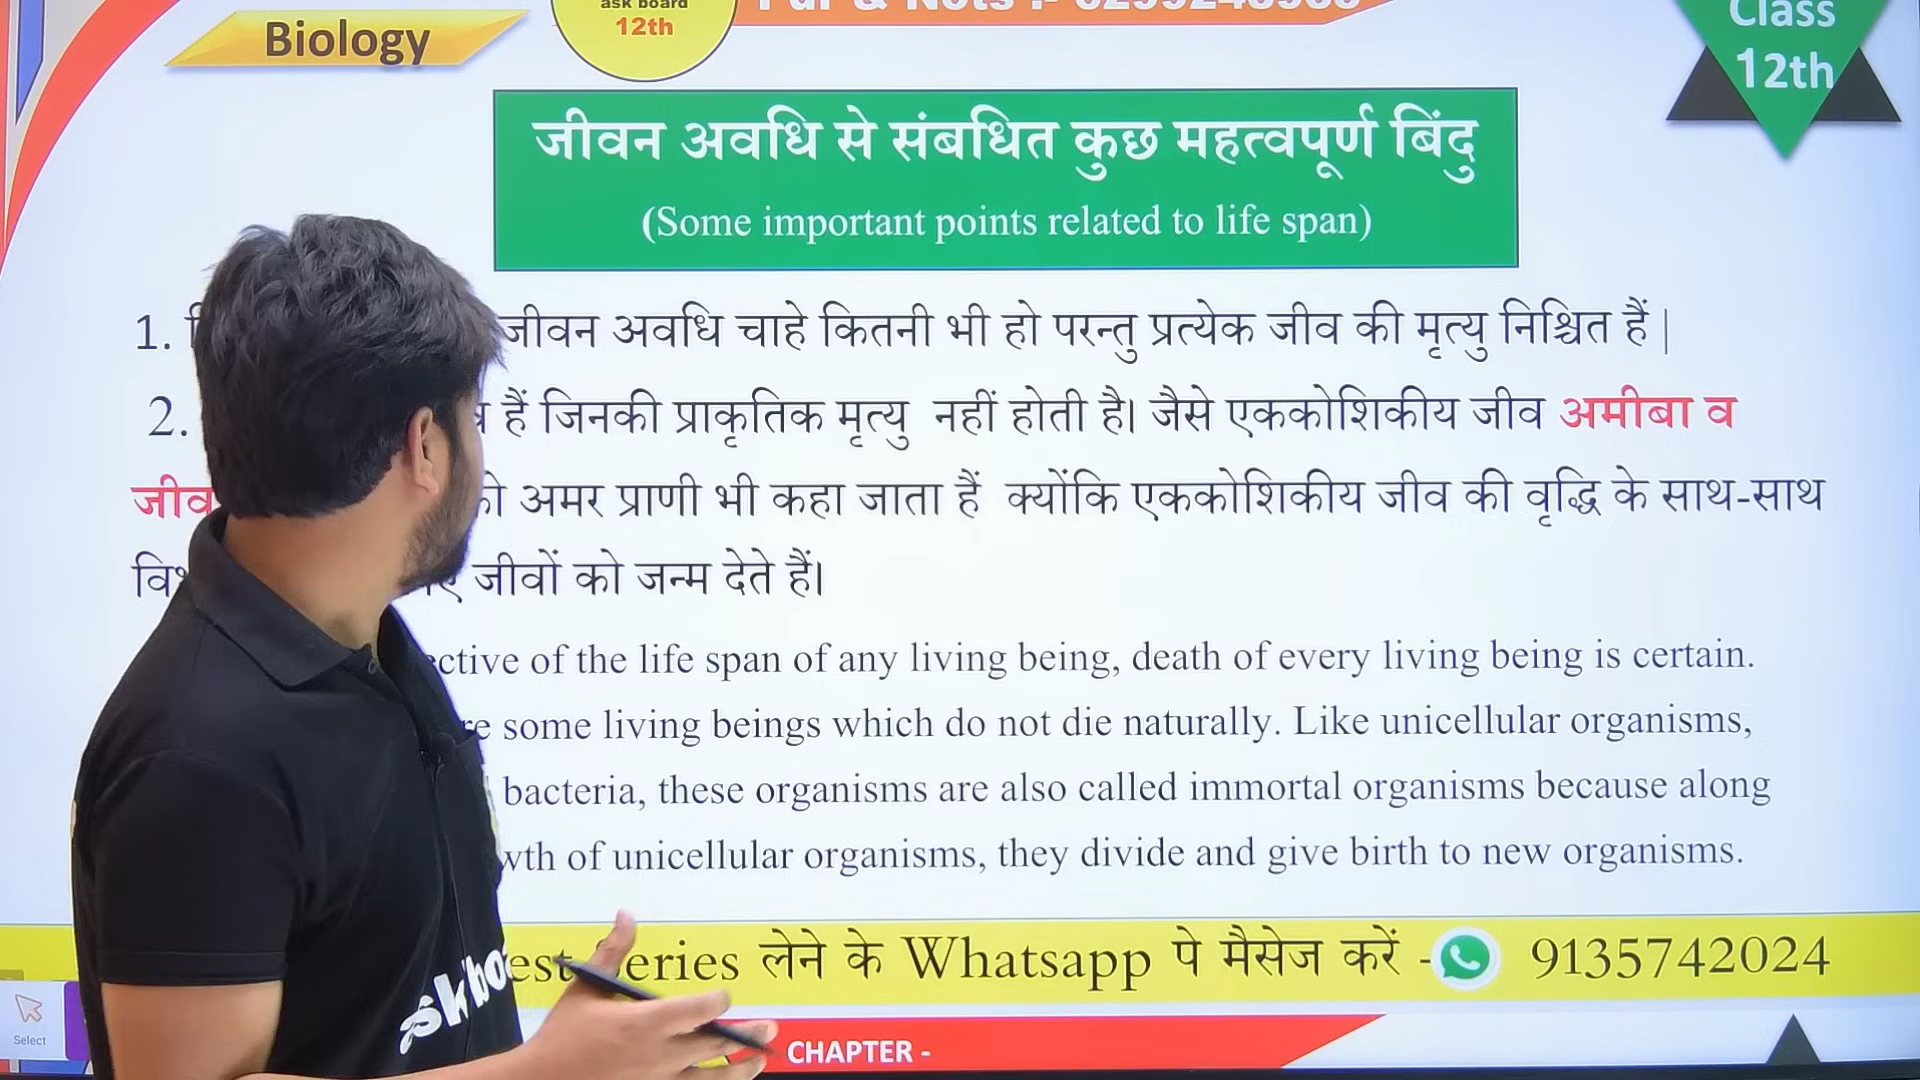 ask board
12th
Biology
Class
12th
जीवन अवधि से संबधित कुछ महत्वपूर्ण बिंदु
(Some important points related to life span)
1. जीवन अवधि चाहे कितनी भी हो परन्तु प्रत्येक जीव की मृत्यु निश्चित हैं |
2. हैं जिनकी प्राकृतिक मृत्यु नहीं होती है। जैसे एककोशिकीय जीव अमीबा व
अमर प्राणी भी कहा जाता हैं क्योंकि एककोशिकीय जीव की वृद्धि के साथ-साथ
जीवों को जन्म देते हैं।
of the life span of any living being, death of every living being is certain.
some living beings which do not die naturally. Like unicellular organisms,
bacteria, these organisms are also called immortal organisms because along
of unicellular organisms, they divide and give birth to new organisms.
लेने के Whatsapp पे मैसेज करें - 9135742024
Select
CHAPTER -